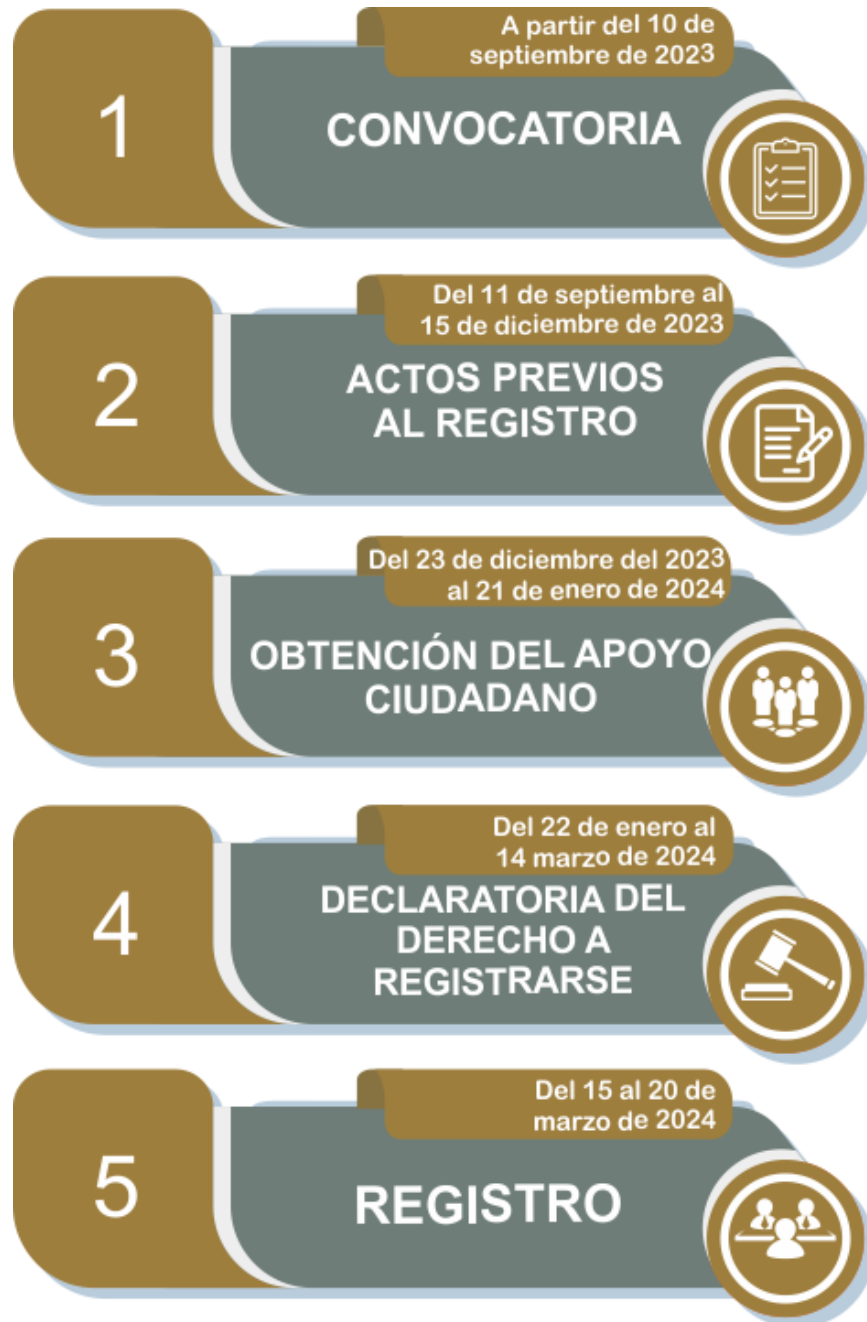 1
A partir del 10 de
septiembre de 2023
CONVOCATORIA
2
Del 11 de septiembre al
15 de diciembre de 2023
ACTOS PREVIOS
AL REGISTRO
3
Del 23 de diciembre del 2023
al 21 de enero de 2024
OBTENCIÓN DEL APOYO
CIUDADANO
4
Del 22 de enero al
14 marzo de 2024
DECLARATORIA DEL
DERECHO A
REGISTRARSE
5
Del 15 al 20 de
marzo de 2024
REGISTRO